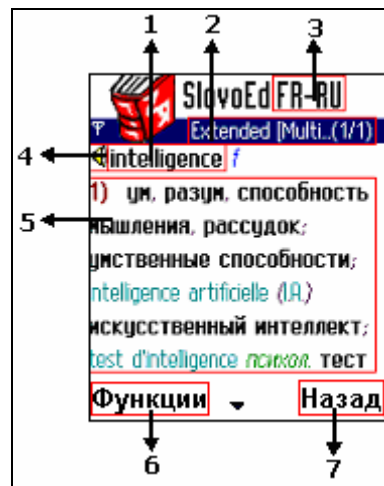 1 2 3
SlovoEd FR-RU
Extended [Multi..(1/1)
4 intelligence f
1) ум, разум, способность
5 мышления, рассудок;
умственные способности;
intelligence artificielle (I.A.)
искусственный интеллект;
test d'intelligence психол. тест
Функции Назад
6 7